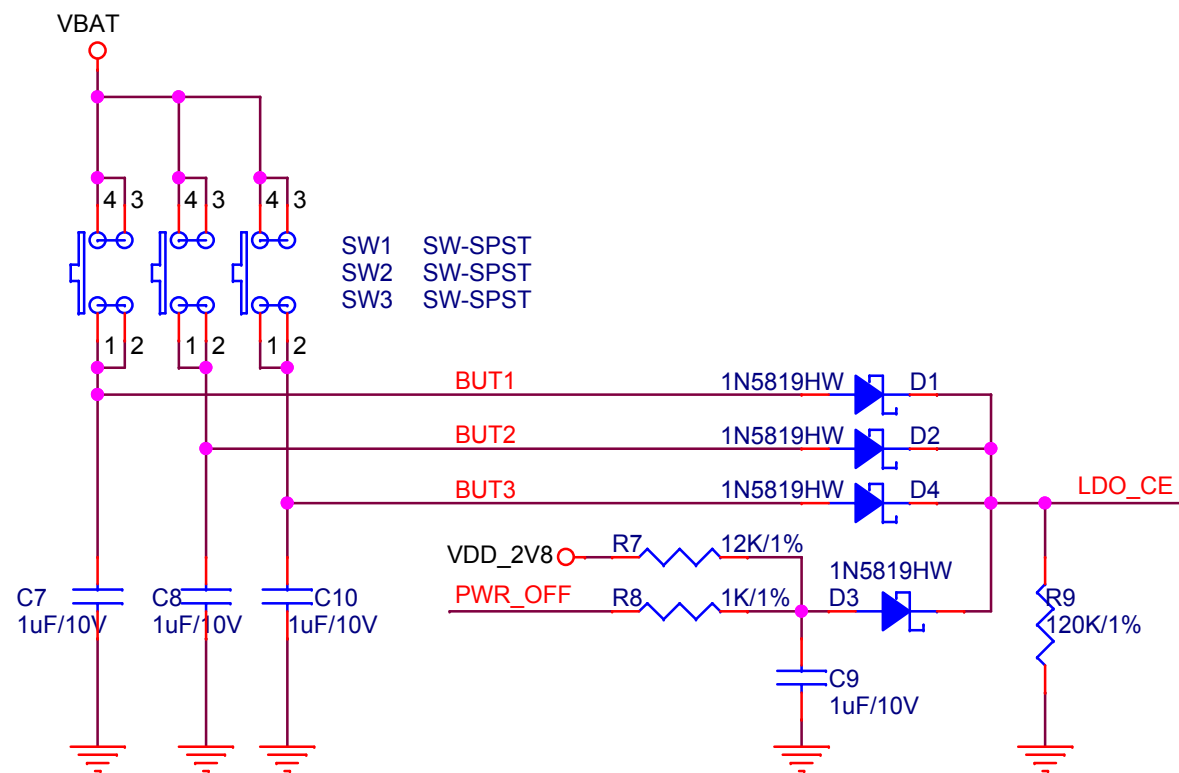 VBAT
4 3 4 3 4 3
SW1 SW-SPST
SW2 SW-SPST
SW3 SW-SPST
1 2 1 2 1 2
BUT1 1N5819HW D1
BUT2 1N5819HW D2
BUT3 1N5819HW D4
LDO_CE
VDD_2V8 R7 12K/1%
1N5819HW
PWR_OFF R8 1K/1% D3
C7 C8 C10 R9
1uF/10V 1uF/10V 1uF/10V 120K/1%
C9
1uF/10V